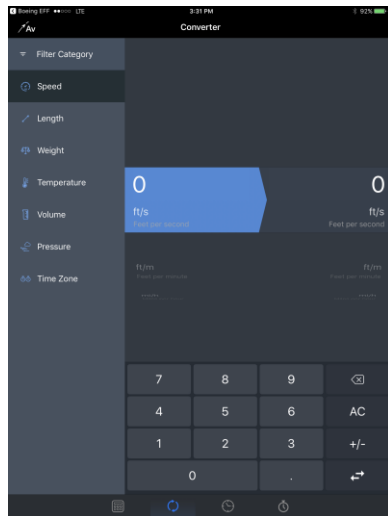 Boeing EFF LTE 3:31 PM 92%
Av Converter
Filter Category
Speed
Length
Weight
Temperature
Volume
Pressure
Time Zone
0 0
ft/s ft/s
Feet per second Feet per second
ft/m ft/m
Feet per minute Feet per minute
7 8 9
4 5 6 AC
1 2 3 +/-
0 .